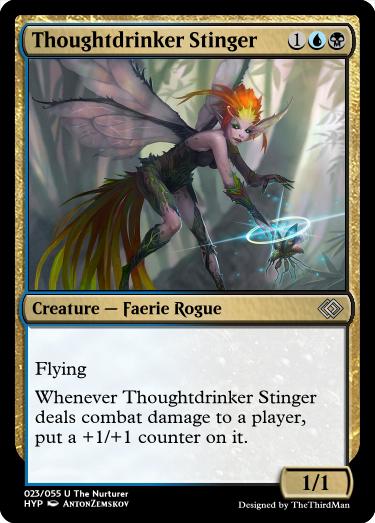 Thoughtdrinker Stinger 1
Creature — Faerie Rogue
Flying
Whenever Thoughtdrinker Stinger
deals combat damage to a player,
put a +1/+1 counter on it.
1/1
023/055 U The Nurturer
HYP AntonZemskov
Designed by TheThirdMan